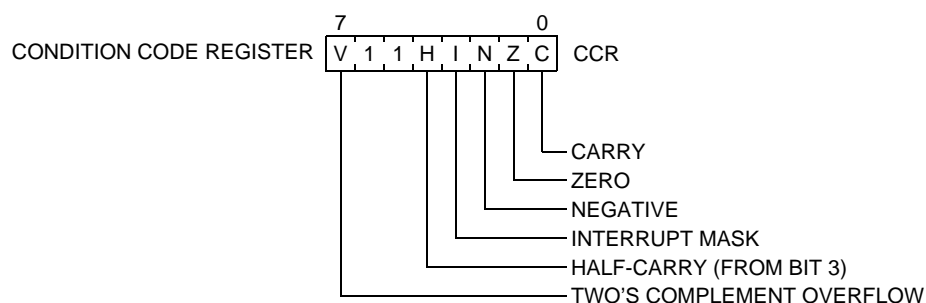 7 0
CONDITION CODE REGISTER V 1 1 H I N Z C CCR
CARRY
ZERO
NEGATIVE
INTERRUPT MASK
HALF-CARRY (FROM BIT 3)
TWO'S COMPLEMENT OVERFLOW